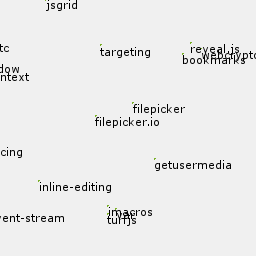 jsgrid
tc
targeting
reveal.js
webcrypto
bookmarks
dow
ntext
filepicker
filepicker.io
cing
getusermedia
inline-editing
imacros
vent-stream
turfjs